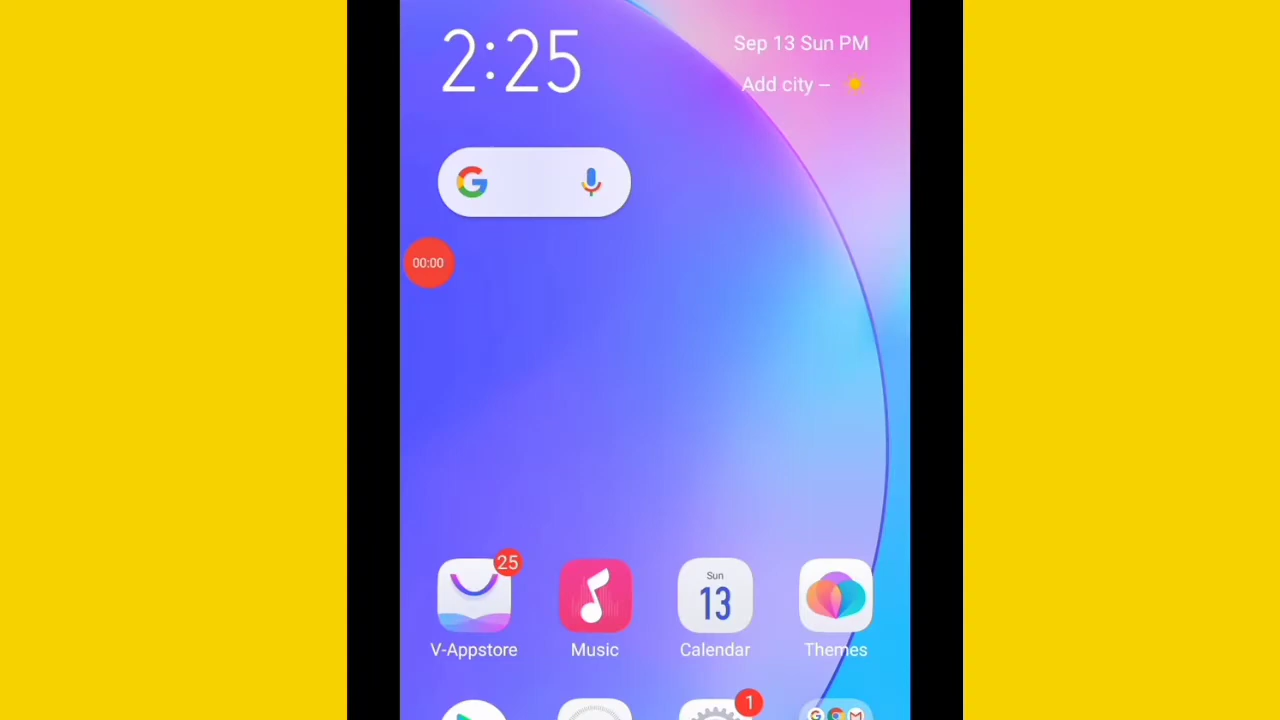 2:25
Sep 13 Sun PM
Add city –
00:00
25
Sun
13
V-Appstore
Music
Calendar
Themes
1